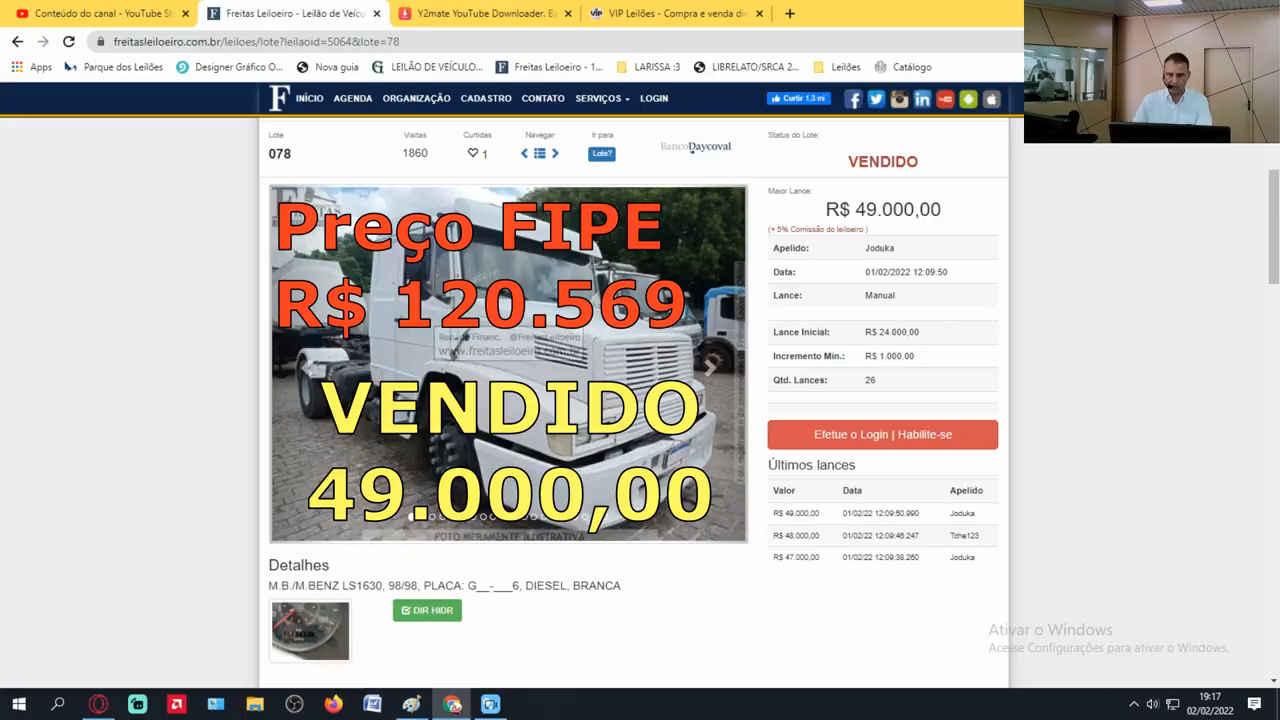 Conteúdo do canal - YouTube St
Freitas Leiloeiro - Leilão de Veícu
Y2mate YouTube Downloader. Ba
VIP Leilões - Compra e venda dir
freitasleiloeiro.com.br/leiloes/lote?leilaoid=5064&lote=78
Apps
Parque dos Leilões
Designer Gráfico O...
Nova guia
LEILÃO DE VEÍCULO...
Freitas Leiloeiro - 1...
LARISSA :3
LIBRELATO/SRCA 2...
Leilões
Catálogo
F INÍCIO AGENDA ORGANIZAÇÃO CADASTRO CONTATO SERVIÇOS LOGIN
Curtir 1,3 mi
Lote
078
Visitas
1860
Curtidas
1
Navegar
Ir para
Lote?
BancoDaycoval
Status do Lote:
VENDIDO
Preço FIPE
R$ 120.569
www.freitasleiloeiro.com.br
@FreitasLeiloeiro
VENDIDO
49.000,00
FOTO MERAMENTE ILUSTRATIVA
Maior Lance:
R$ 49.000,00
(+ 5% Comissão do leiloeiro )
Apelido: Joduka
Data: 01/02/2022 12:09:50
Lance: Manual
Lance Inicial: R$ 24.000,00
Incremento Min.: R$ 1.000,00
Qtd. Lances: 26
Efetue o Login | Habilite-se
Últimos lances
Valor Data Apelido
R$ 49.000,00 01/02/22 12:09:50.990 Joduka
R$ 48.000,00 01/02/22 12:09:46.247 Tche123
R$ 47.000,00 01/02/22 12:09:38.260 Joduka
Detalhes
M.B./M.BENZ LS1630, 98/98, PLACA: G__-___6, DIESEL, BRANCA
DIR HIDR
Ativar o Windows
Acesse Configurações para ativar o Windows.
19:17
02/02/2022